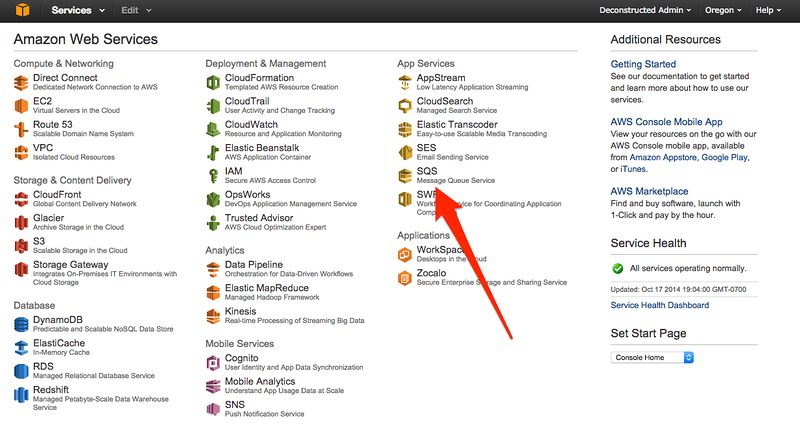 Services
Edit
Deconstructed Admin
Oregon
Help
Amazon Web Services
Compute & Networking
Direct Connect
Dedicated Network Connection to AWS
EC2
Virtual Servers in the Cloud
Route 53
Scalable Domain Name System
VPC
Isolated Cloud Resources
Storage & Content Delivery
CloudFront
Global Content Delivery Network
Glacier
Archive Storage in the Cloud
S3
Scalable Storage in the Cloud
Storage Gateway
Integrates On-Premises IT Environments with
Cloud Storage
Database
DynamoDB
Predictable and Scalable NoSQL Data Store
ElastiCache
In-Memory Cache
RDS
Managed Relational Database Service
Redshift
Managed Petabyte-Scale Data Warehouse
Service
Deployment & Management
CloudFormation
Templated AWS Resource Creation
CloudTrail
User Activity and Change Tracking
CloudWatch
Resource and Application Monitoring
Elastic Beanstalk
AWS Application Container
IAM
Secure AWS Access Control
OpsWorks
DevOps Application Management Service
Trusted Advisor
AWS Cloud Optimization Expert
Analytics
Data Pipeline
Orchestration for Data-Driven Workflows
Elastic MapReduce
Managed Hadoop Framework
Kinesis
Real-time Processing of Streaming Big Data
Mobile Services
Cognito
User Identity and App Data Synchronization
Mobile Analytics
Understand App Usage Data at Scale
SNS
Push Notification Service
App Services
AppStream
Low Latency Application Streaming
CloudSearch
Managed Search Service
Elastic Transcoder
Easy-to-use Scalable Media Transcoding
SES
Email Sending Service
SQS
Message Queue Service
for Coordinating Application
Applications
Desktops in the
Zocalo
Secure Enterprise and Sharing Service
Additional Resources
Getting Started
See our documentation to get started
and learn more about how to use our
services.
AWS Console Mobile App
View your resources on the go with our
AWS Console mobile app, available
from Amazon Appstore, Google Play,
or iTunes.
AWS Marketplace
Find and buy software, launch with
1-Click and pay by the hour.
Service Health
All services operating normally.
Updated: Oct 17 2014 19:04:00 GMT-0700
Service Health Dashboard
Set Start Page
Console Home